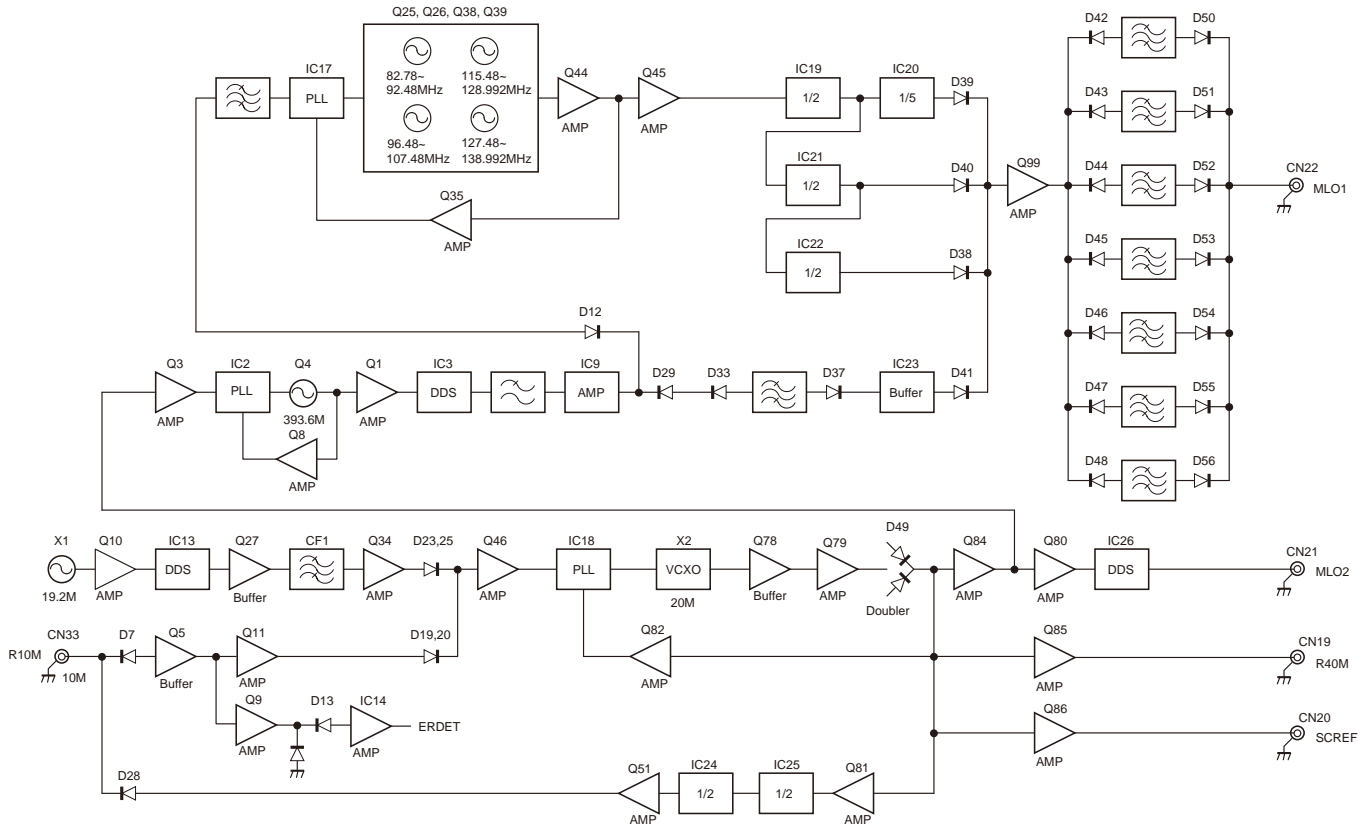 Q25, Q26, Q38, Q39
82.78~
92.48MHz
115.48~
128.992MHz
96.48~
107.48MHz
127.48~
138.992MHz
IC17
PLL
Q44
AMP
Q45
AMP
Q35
AMP
IC19
1/2
IC20
1/5
D39
IC21
1/2
D40
IC22
1/2
D38
Q99
AMP
D42
D50
D43
D51
D44
D52
D45
D53
D46
D54
D47
D55
D48
D56
CN22
MLO1
D12
Q3
AMP
IC2
PLL
Q4
393.6M
Q8
AMP
Q1
AMP
IC3
DDS
IC9
AMP
D29
D33
D37
IC23
Buffer
D41
X1
19.2M
Q10
AMP
IC13
DDS
Q27
Buffer
CF1
Q34
AMP
D23,25
Q46
AMP
IC18
PLL
X2
VCXO
20M
Q78
Buffer
Q79
AMP
D49
Doubler
Q84
AMP
Q80
AMP
IC26
DDS
CN21
MLO2
CN33
R10M
10M
D7
Q5
Buffer
Q11
AMP
D19,20
Q82
AMP
Q85
AMP
CN19
R40M
Q9
AMP
D13
IC14
AMP
ERDET
Q86
AMP
CN20
SCREF
D28
Q51
AMP
IC24
1/2
IC25
1/2
Q81
AMP